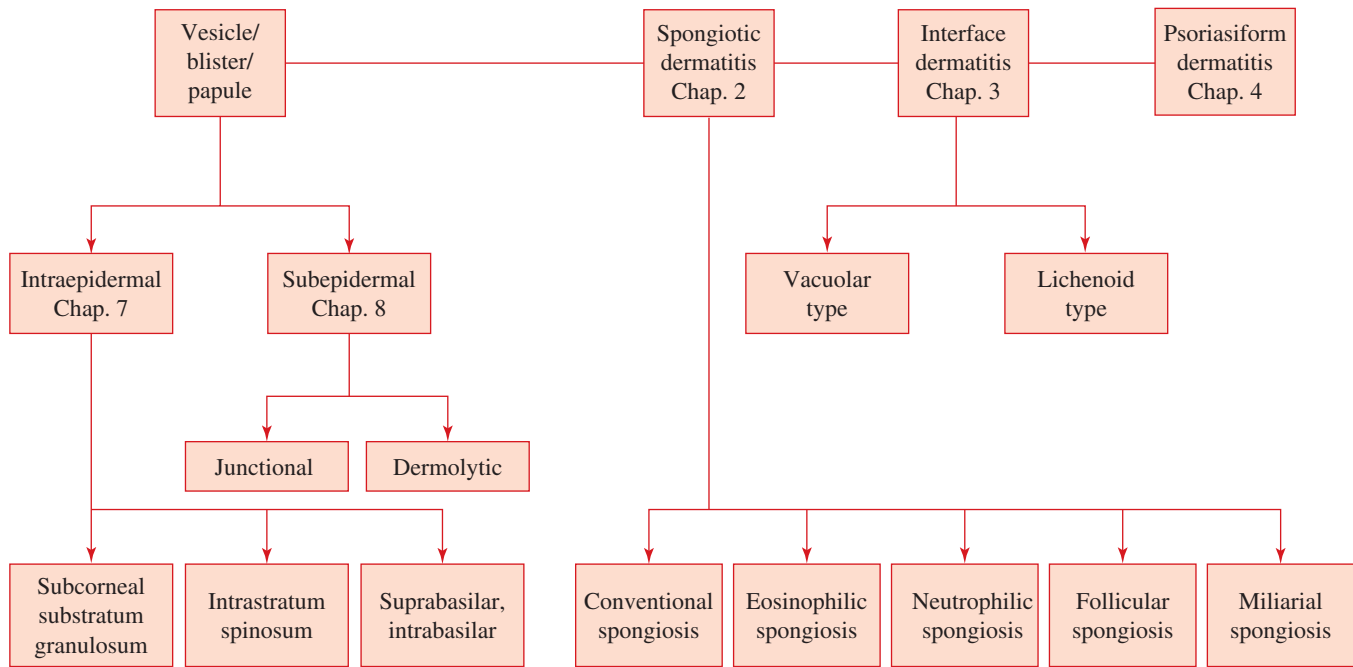 Vesicle/
blister/
papule
Spongiotic
dermatitis
Chap. 2
Interface
dermatitis
Chap. 3
Psoriasiform
dermatitis
Chap. 4
Intraepidermal
Chap. 7
Subepidermal
Chap. 8
Vacuolar
type
Lichenoid
type
Junctional
Dermolytic
Subcorneal
substratum
granulosum
Intrastratum
spinosum
Suprabasilar,
intrabasilar
Conventional
spongiosis
Eosinophilic
spongiosis
Neutrophilic
spongiosis
Follicular
spongiosis
Miliarial
spongiosis